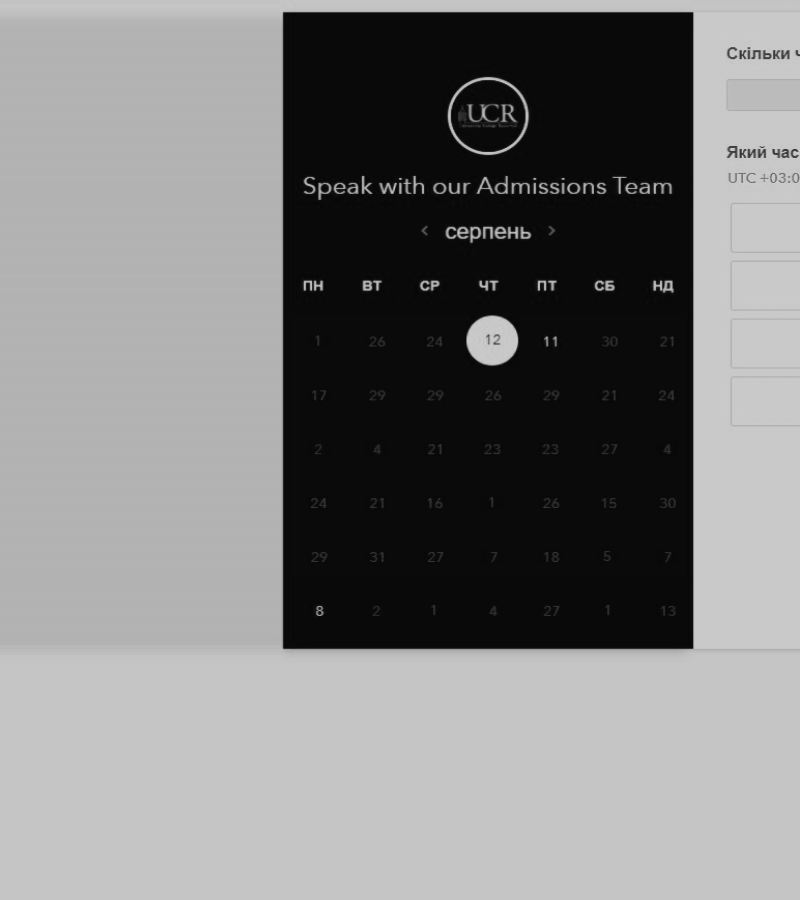 UCR
Speak with our Admissions Team
‹ серпень ›
ПН ВТ СР ЧТ ПТ СБ НД
1 26 24 12 11 30 21
17 29 29 26 29 21 24
2 4 21 23 23 27 4
24 21 16 1 26 15 30
29 31 27 7 18 5 7
8 2 1 4 27 1 13
Скільки ч
Який час
UTC +03:0